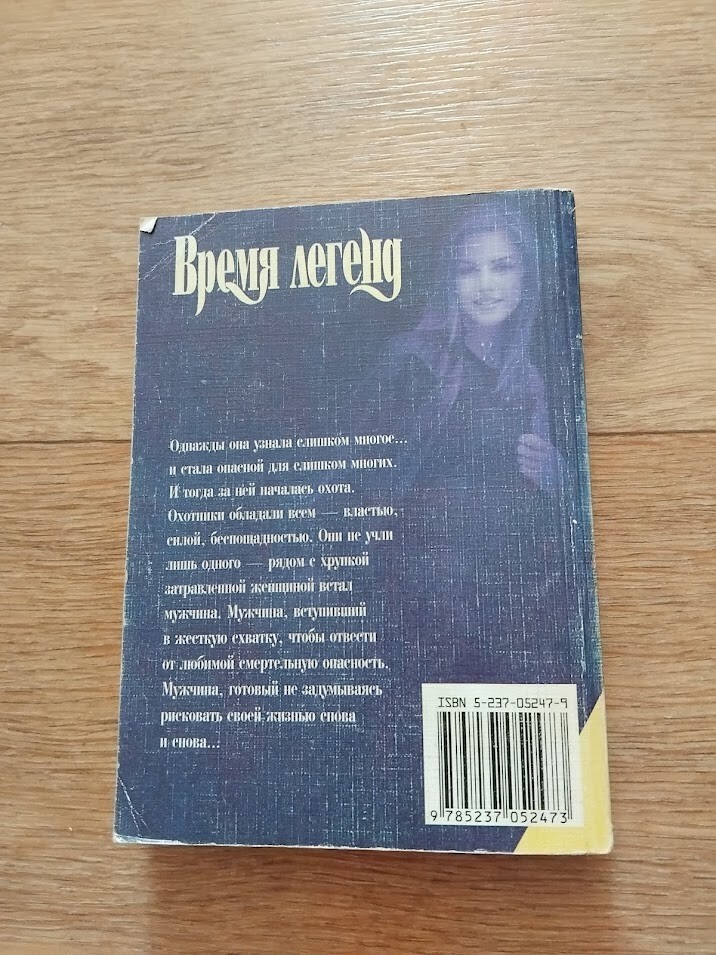 Время легенд
Однажды она узнала слишком многое...
и стала опасной для слишком многих.
И тогда за ней началась охота.
Охотники обладали всем — властью,
силой, беспощадностью. Они не учли
лишь одного — рядом с хрупкой
затравленной женщиной встал
мужчина. Мужчина, вступивший
в жесткую схватку, чтобы отвести
от любимой смертельную опасность.
Мужчина, готовый не задумываясь
рисковать своей жизнью снова
и снова...
ISBN 5-237-05247-9
9 785237 052473